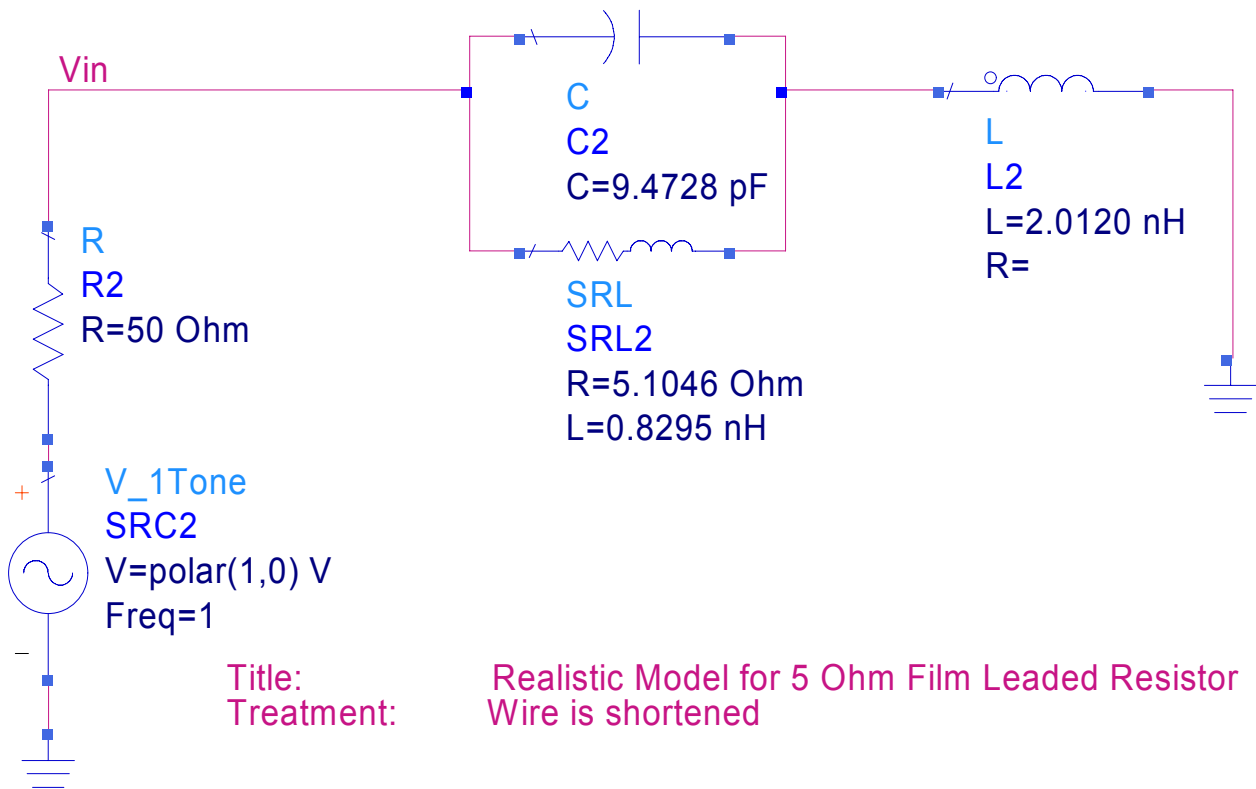 Vin
C
C2
C=9.4728 pF
L
L2
L=2.0120 nH
R=
R
R2
R=50 Ohm
SRL
SRL2
R=5.1046 Ohm
L=0.8295 nH
+
V_1Tone
SRC2
V=polar(1,0) V
Freq=1
−
Title: Realistic Model for 5 Ohm Film Leaded Resistor
Treatment: Wire is shortened